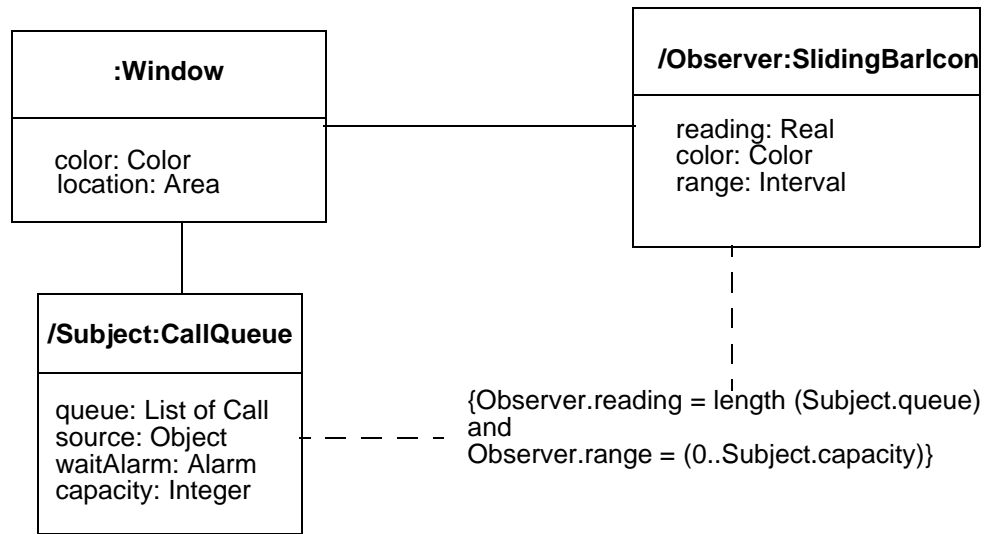 :Window
color: Color
location: Area
/Observer:SlidingBarIcon
reading: Real
color: Color
range: Interval
/Subject:CallQueue
queue: List of Call
source: Object
waitAlarm: Alarm
capacity: Integer
{Observer.reading = length (Subject.queue)
and
Observer.range = (0..Subject.capacity)}